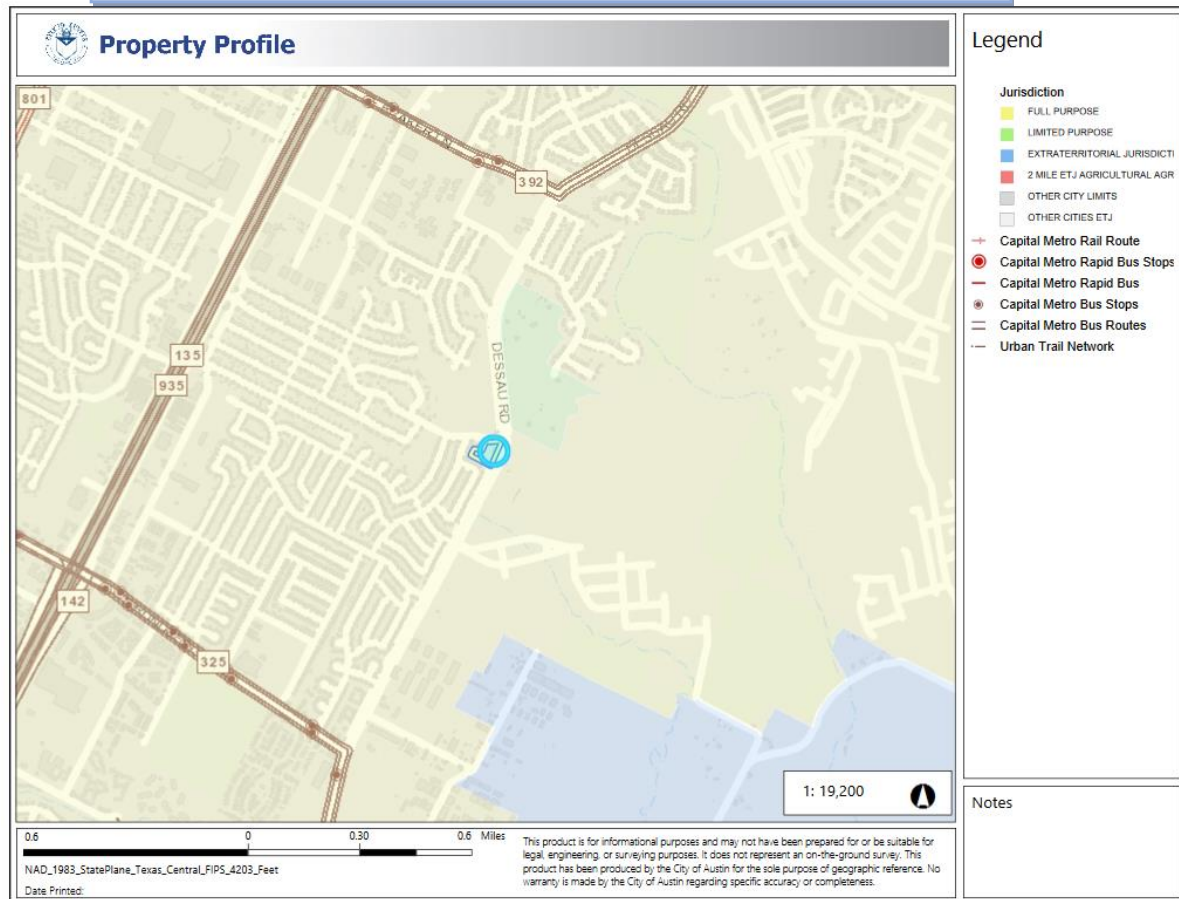 Property Profile
801
392
135
935
DESSAU RD
142
325
1: 19,200
Legend
Jurisdiction
FULL PURPOSE
LIMITED PURPOSE
EXTRATERRITORIAL JURISDICTI
2 MILE ETJ AGRICULTURAL AGR
OTHER CITY LIMITS
OTHER CITIES ETJ
Capital Metro Rail Route
Capital Metro Rapid Bus Stops
Capital Metro Rapid Bus
Capital Metro Bus Stops
Capital Metro Bus Routes
Urban Trail Network
Notes
0.6 0 0.30 0.6 Miles
NAD_1983_StatePlane_Texas_Central_FIPS_4203_Feet
Date Printed:
This product is for informational purposes and may not have been prepared for or be suitable for
legal, engineering, or surveying purposes. It does not represent an on-the-ground survey. This
product has been produced by the City of Austin for the sole purpose of geographic reference. No
warranty is made by the City of Austin regarding specific accuracy or completeness.